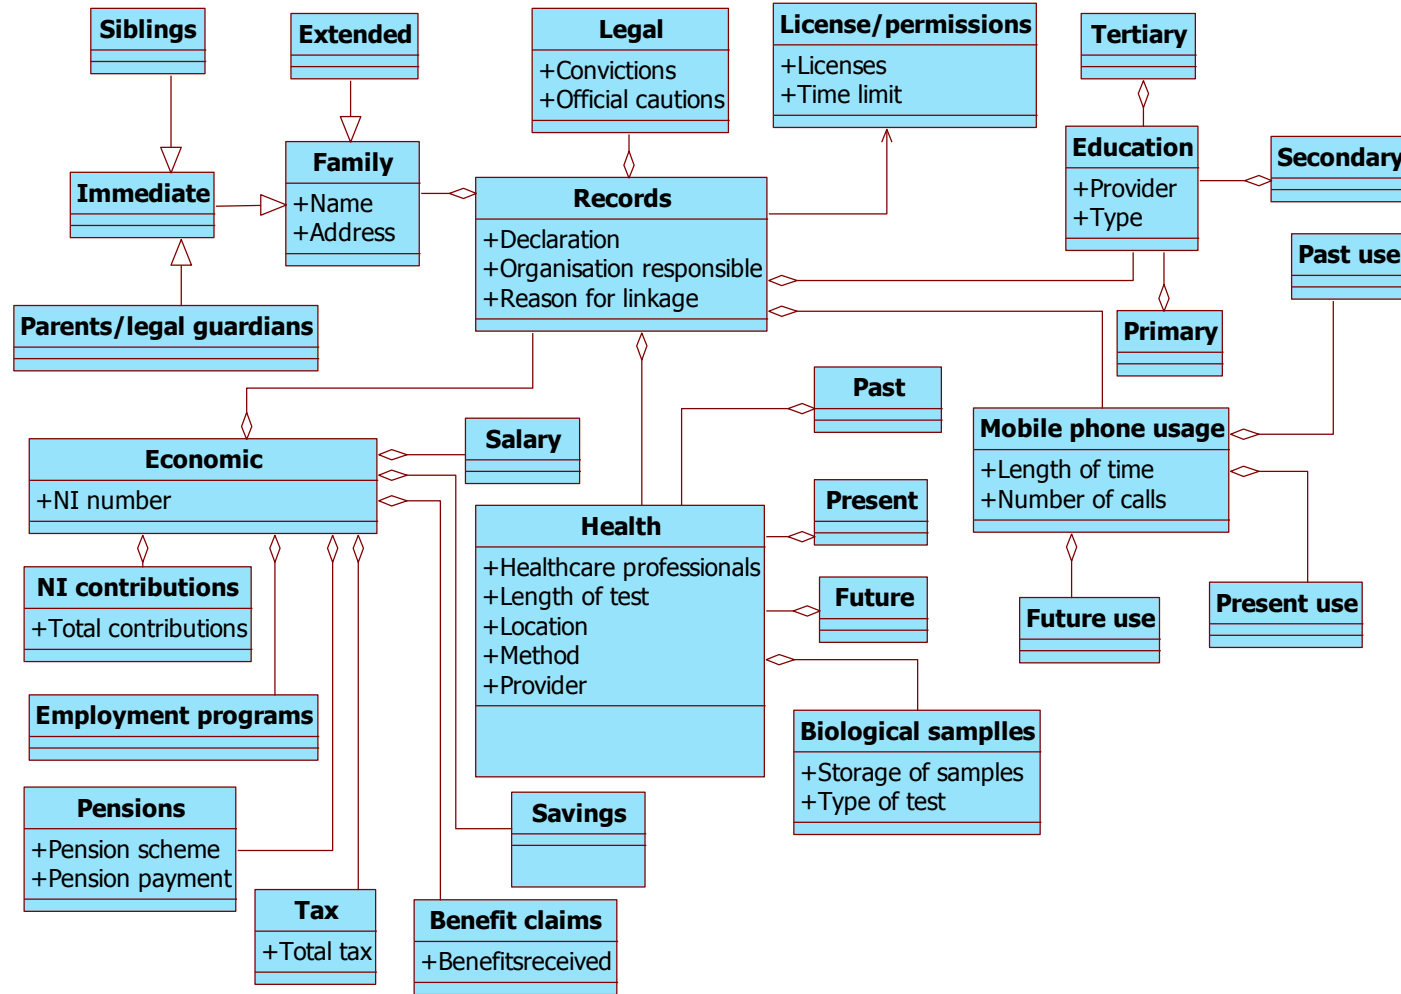 Siblings
Extended
Legal
+Convictions
+Official cautions
License/permissions
+Licenses
+Time limit
Tertiary
Immediate
Family
+Name
+Address
Records
+Declaration
+Organisation responsible
+Reason for linkage
Education
+Provider
+Type
Secondary
Past use
Parents/legal guardians
Primary
Past
Economic
+NI number
Salary
Mobile phone usage
+Length of time
+Number of calls
Health
+Healthcare professionals
+Length of test
+Location
+Method
+Provider
Present
Future
NI contributions
+Total contributions
Future use
Present use
Employment programs
Biological samplles
+Storage of samples
+Type of test
Pensions
+Pension scheme
+Pension payment
Savings
Tax
+Total tax
Benefit claims
+Benefitsreceived